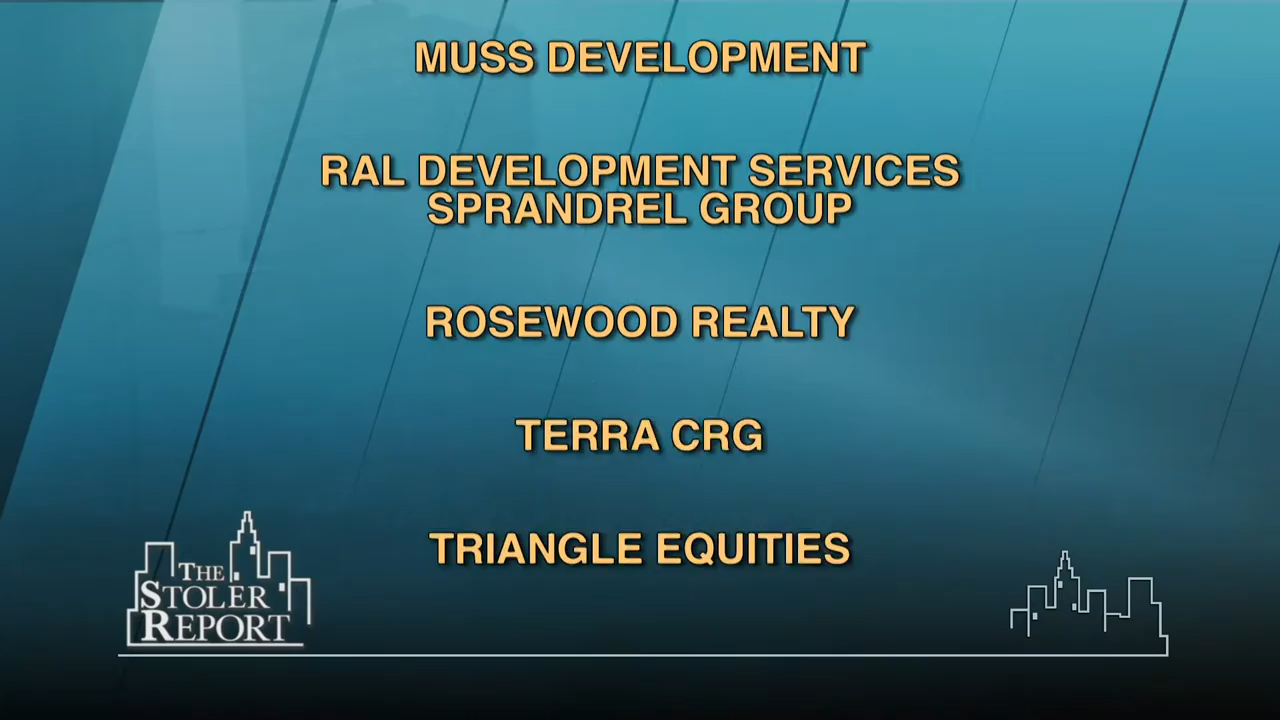 MUSS DEVELOPMENT
RAL DEVELOPMENT SERVICES
SPRANDREL GROUP
ROSEWOOD REALTY
TERRA CRG
TRIANGLE EQUITIES
THE
STOLER
REPORT